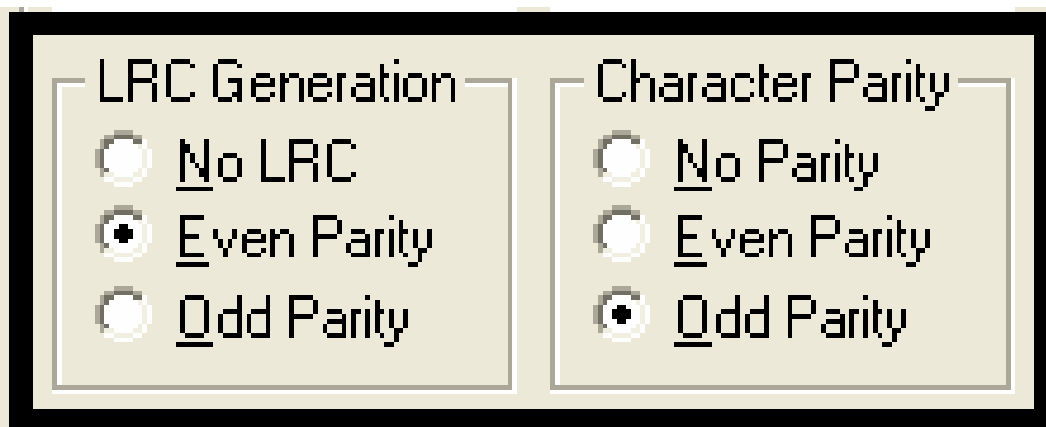 LRC Generation
No LRC
Even Parity
Odd Parity
Character Parity
No Parity
Even Parity
Odd Parity